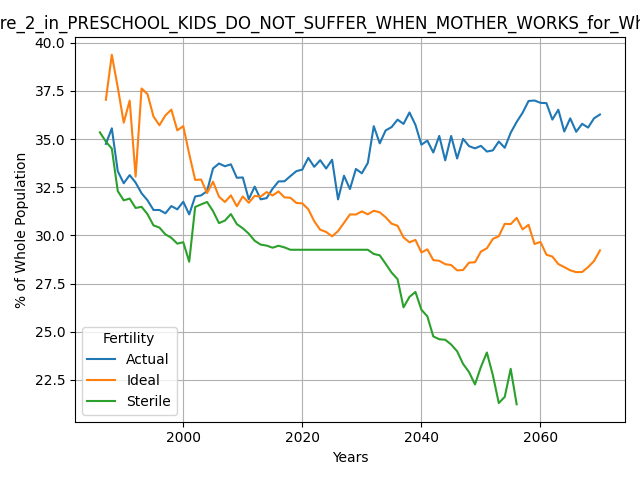 re_2_in_PRESCHOOL_KIDS_DO_NOT_SUFFER_WHEN_MOTHER_WORKS_for_Wh
40.0
37.5
35.0
32.5
30.0
27.5
25.0
22.5
% of Whole Population
Fertility
Actual
Ideal
Sterile
2000
2020
2040
2060
Years